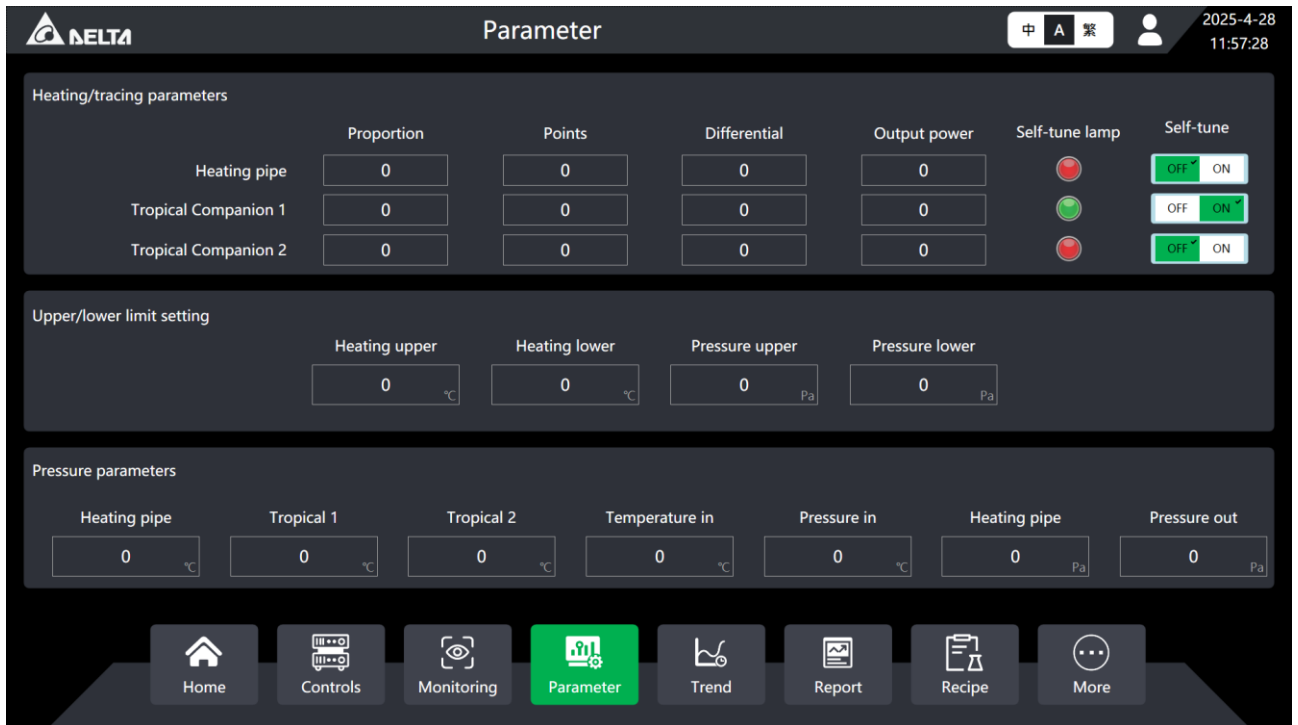 DELTA
Parameter
中 A 繁
2025-4-28
11:57:28
Heating/tracing parameters
Proportion Points Differential Output power Self-tune lamp Self-tune
Heating pipe 0 0 0 0 OFF ON
Tropical Companion 1 0 0 0 0 OFF ON
Tropical Companion 2 0 0 0 0 OFF ON
Upper/lower limit setting
Heating upper Heating lower Pressure upper Pressure lower
0 ℃ 0 ℃ 0 Pa 0 Pa
Pressure parameters
Heating pipe Tropical 1 Tropical 2 Temperature in Pressure in Heating pipe Pressure out
0 ℃ 0 ℃ 0 ℃ 0 ℃ 0 ℃ 0 Pa 0 Pa
Home Controls Monitoring Parameter Trend Report Recipe More